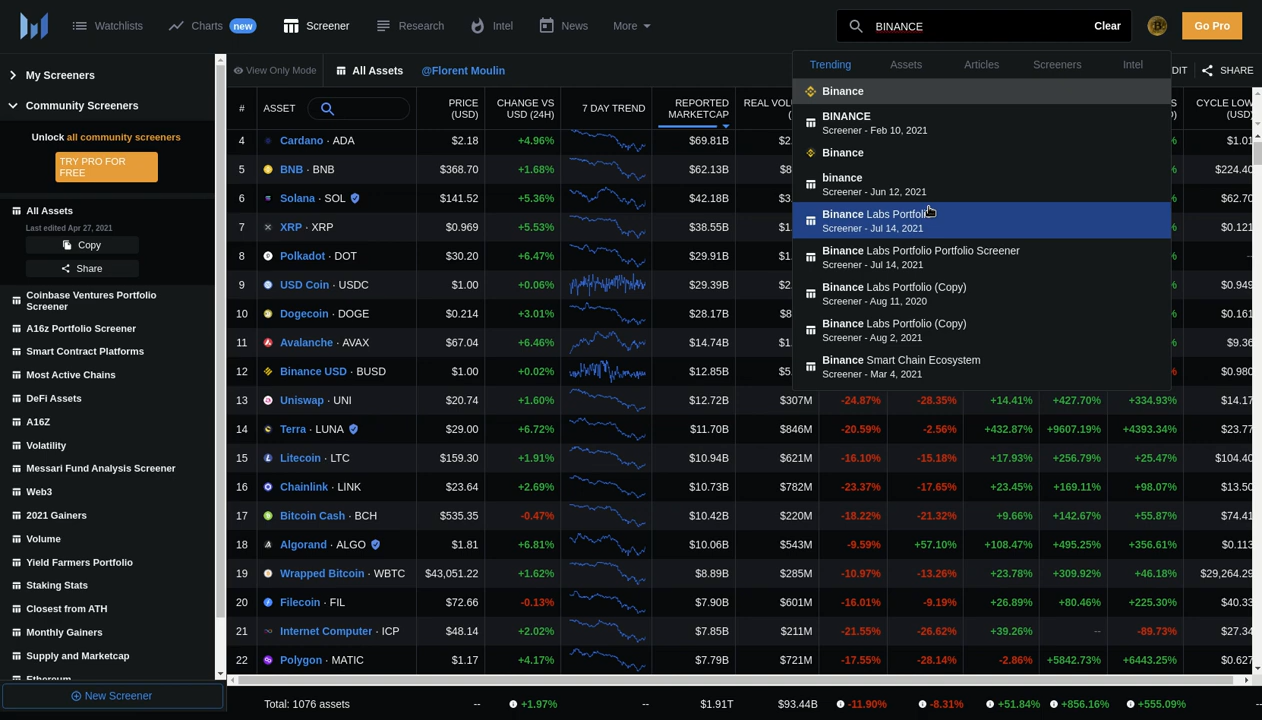 Watchlists
Charts new
Screener
Research
Intel
News
More
BINANCE
Clear
Go Pro
My Screeners
Community Screeners
Unlock all community screeners
TRY PRO FOR
FREE
All Assets
Last edited Apr 27, 2021
Copy
Share
Coinbase Ventures Portfolio
Screener
A16z Portfolio Screener
Smart Contract Platforms
Most Active Chains
DeFi Assets
A16Z
Volatility
Messari Fund Analysis Screener
Web3
2021 Gainers
Volume
Yield Farmers Portfolio
Staking Stats
Closest from ATH
Monthly Gainers
Supply and Marketcap
Ethereum
New Screener
View Only Mode
All Assets
@Florent Moulin
DIT
SHARE
Trending Assets Articles Screeners Intel
Binance
BINANCE
Screener - Feb 10, 2021
Binance
binance
Screener - Jun 12, 2021
Binance Labs Portfolio
Screener - Jul 14, 2021
Binance Labs Portfolio Portfolio Screener
Screener - Jul 14, 2021
Binance Labs Portfolio (Copy)
Screener - Aug 11, 2020
Binance Labs Portfolio (Copy)
Screener - Aug 2, 2021
Binance Smart Chain Ecosystem
Screener - Mar 4, 2021
# ASSET PRICE (USD) CHANGE VS USD (24H) 7 DAY TREND REPORTED MARKETCAP REAL VOL CYCLE LOW (USD)
4 Cardano · ADA $2.18 +4.96% $69.81B $2. $1.01
5 BNB · BNB $368.70 +1.68% $62.13B $8 $224.40
6 Solana · SOL $141.52 +5.36% $42.18B $3. $62.70
7 XRP · XRP $0.969 +5.53% $38.55B $1. $0.121
8 Polkadot · DOT $30.20 +6.47% $29.91B $1. --
9 USD Coin · USDC $1.00 +0.06% $29.39B $2. $0.949
10 Dogecoin · DOGE $0.214 +3.01% $28.17B $8 $0.161
11 Avalanche · AVAX $67.04 +6.46% $14.74B $1. $9.36
12 Binance USD · BUSD $1.00 +0.02% $12.85B $5. % $0.980
13 Uniswap · UNI $20.74 +1.60% $12.72B $307M -24.87% -28.35% +14.41% +427.70% +334.93% $14.17
14 Terra · LUNA $29.00 +6.72% $11.70B $846M -20.59% -2.56% +432.87% +9607.19% +4393.34% $23.77
15 Litecoin · LTC $159.30 +1.91% $10.94B $621M -16.10% -15.18% +17.93% +256.79% +25.47% $104.40
16 Chainlink · LINK $23.64 +2.69% $10.73B $782M -23.37% -17.65% +23.45% +169.11% +98.07% $13.50
17 Bitcoin Cash · BCH $535.35 -0.47% $10.42B $220M -18.22% -21.32% +9.66% +142.67% +55.87% $74.41
18 Algorand · ALGO $1.81 +6.81% $10.06B $543M -9.59% +57.10% +108.47% +495.25% +356.61% $0.113
19 Wrapped Bitcoin · WBTC $43,051.22 +1.62% $8.89B $285M -10.97% -13.26% +23.78% +309.92% +46.18% $29,264.29
20 Filecoin · FIL $72.66 -0.13% $7.90B $601M -16.01% -9.19% +26.89% +80.46% +225.30% $40.33
21 Internet Computer · ICP $48.14 +2.02% $7.85B $211M -21.55% -26.62% +39.26% -- -89.73% $27.34
22 Polygon · MATIC $1.17 +4.17% $7.79B $721M -17.55% -28.14% -2.86% +5842.73% +6443.25% $0.627
Total: 1076 assets -- +1.97% -- $1.91T $93.44B -11.90% -8.31% +51.84% +856.16% +555.09% --